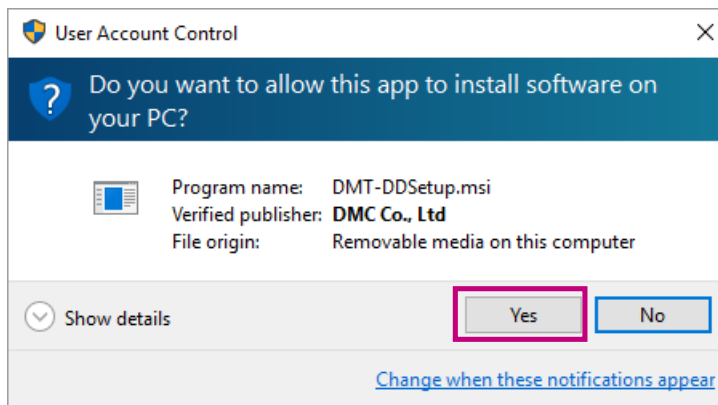 User Account Control
Do you want to allow this app to install software on
your PC?
Program name: DMT-DDSetup.msi
Verified publisher: DMC Co., Ltd
File origin: Removable media on this computer
Show details
Yes
No
Change when these notifications appear